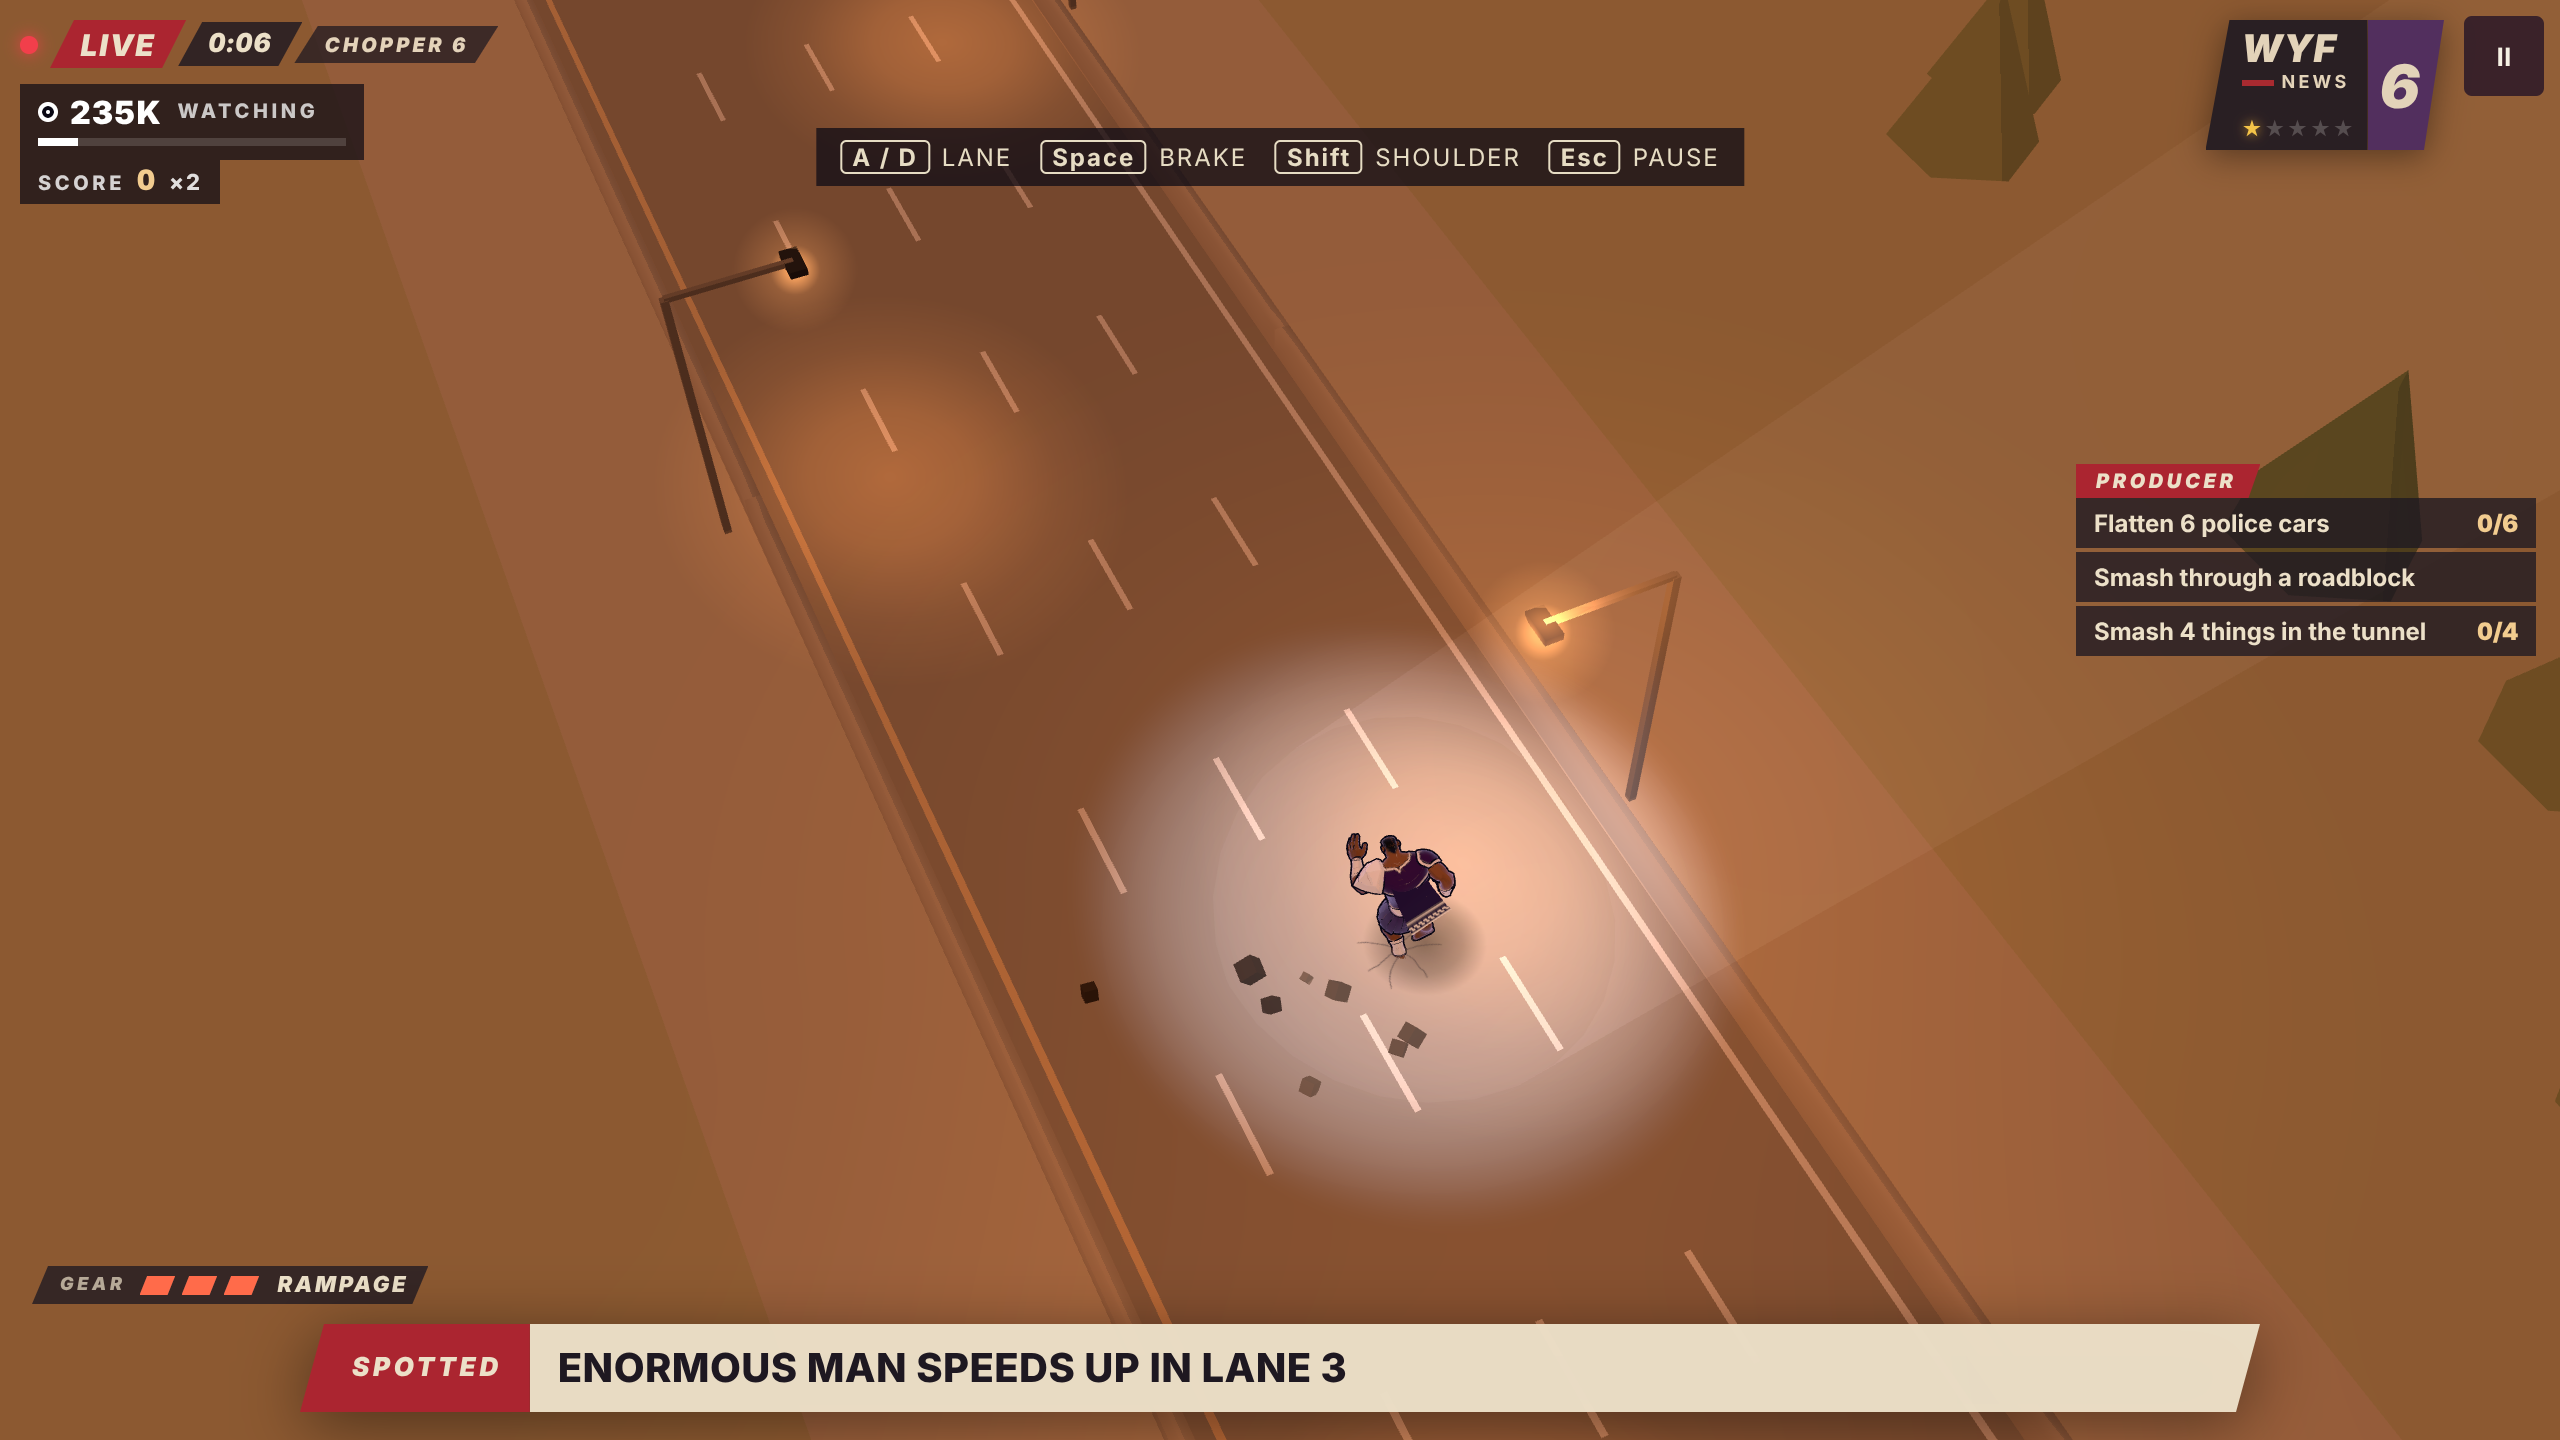 LIVE 0:06 CHOPPER 6
235K WATCHING
SCORE 0 ×2
A / D LANE Space BRAKE Shift SHOULDER Esc PAUSE
WYF
NEWS
6
PRODUCER
Flatten 6 police cars 0/6
Smash through a roadblock
Smash 4 things in the tunnel 0/4
GEAR RAMPAGE
SPOTTED ENORMOUS MAN SPEEDS UP IN LANE 3